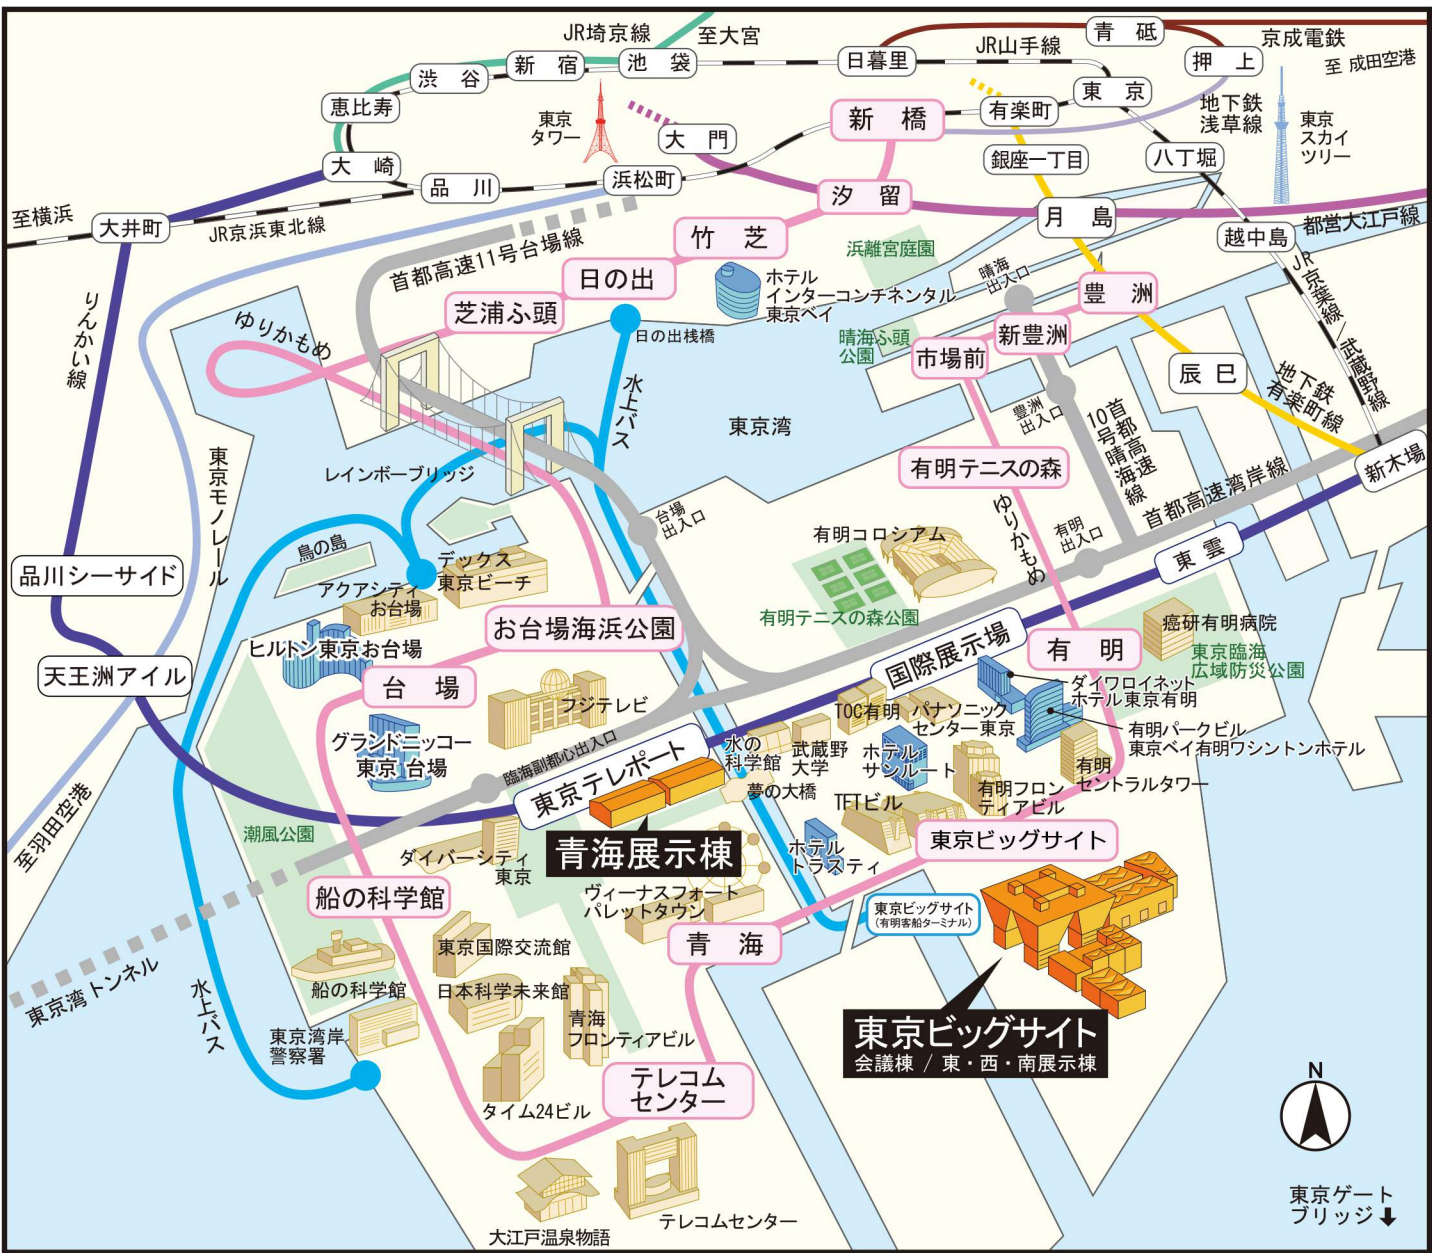 JR埼京線
至大宮
青砥
京成電鉄
至 成田空港
新宿
池袋
日暮里
JR山手線
押上
渋谷
恵比寿
東京
タワー
大門
新橋
有楽町
東京
地下鉄
浅草線
東京
スカイ
ツリー
大崎
品川
浜松町
銀座一丁目
八丁堀
至横浜
大井町
JR京浜東北線
首都高速11号台場線
竹芝
汐留
月島
越中島
都営大江戸線
浜離宮庭園
日の出
ホテル
インターコンチネンタル
東京ベイ
晴海
出入口
豊洲
JR京葉線/武蔵野線
りんかい線
ゆりかもめ
芝浦ふ頭
日の出桟橋
晴海ふ頭
公園
新豊洲
市場前
辰巳
地下鉄
有楽町線
水上バス
東京湾
豊洲
出入口
10号晴海線
首都高速
新木場
東京モノレール
レインボーブリッジ
有明テニスの森
首都高速湾岸線
ゆりかもめ
有明
出入口
台場
出入口
有明コロシアム
東雲
鳥の島
デックス
東京ビーチ
品川シーサイド
アクアシティ
お台場
有明テニスの森公園
癌研有明病院
お台場海浜公園
国際展示場
有明
東京臨海
広域防災公園
ヒルトン東京お台場
天王洲アイル
台場
フジテレビ
TOC有明
パナソニック
センター東京
ダイワロイネット
ホテル東京有明
グランドニッコー
東京 台場
臨海副都心出入口
東京テレポート
水の
科学館
武蔵野
大学
ホテル
サンルート
有明パークビル
東京ベイ有明ワシントンホテル
夢の大橋
有明フロン
ティアビル
有明
セントラルタワー
至羽田空港
潮風公園
TFTビル
ダイバーシティ
東京
青海展示棟
ホテル
トラスティ
東京ビッグサイト
船の科学館
ヴィーナスフォート
パレットタウン
東京ビッグサイト
(有明客船ターミナル)
青海
東京国際交流館
東京湾トンネル
水上バス
船の科学館
日本科学未来館
青海
フロンティアビル
東京湾岸
警察署
東京ビッグサイト
会議棟 / 東・西・南展示棟
テレコム
センター
タイム24ビル
N
大江戸温泉物語
テレコムセンター
東京ゲート
ブリッジ